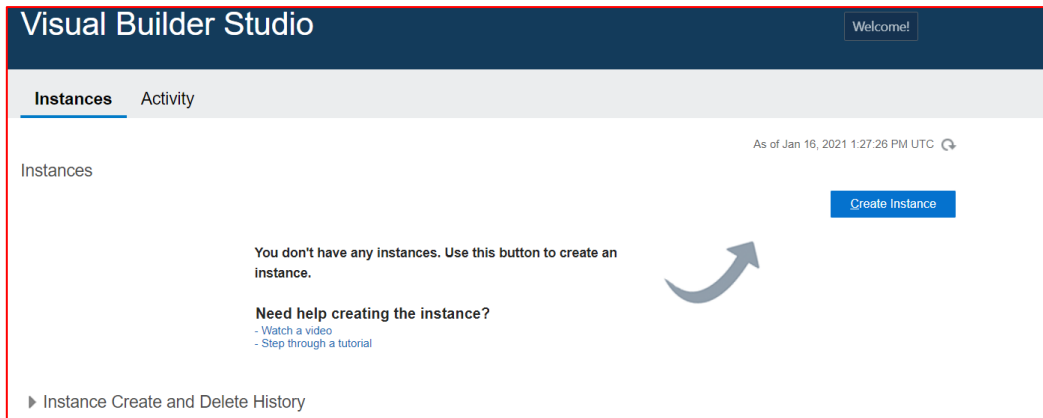 Visual Builder Studio
Welcome!
Instances Activity
As of Jan 16, 2021 1:27:26 PM UTC
Instances
Create Instance
You don't have any instances. Use this button to create an
instance.
Need help creating the instance?
- Watch a video
- Step through a tutorial
Instance Create and Delete History